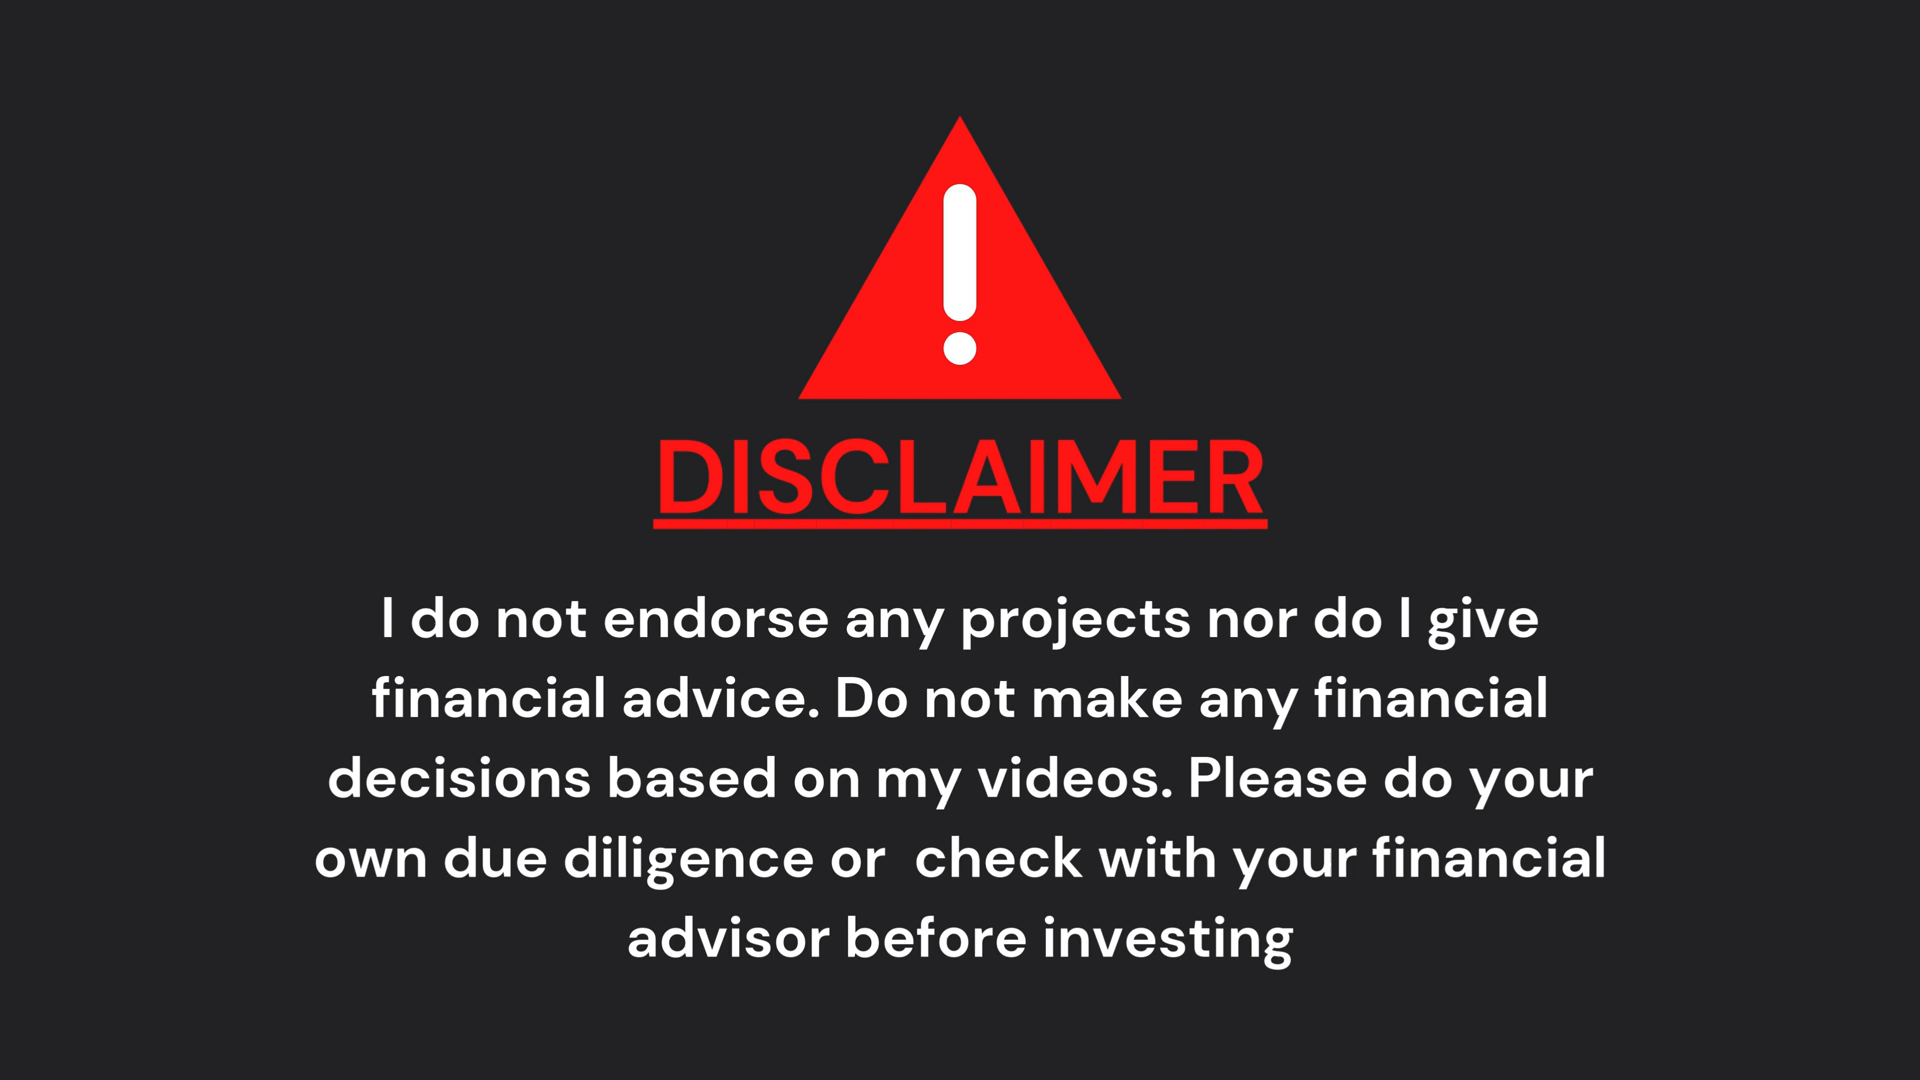 DISCLAIMER
I do not endorse any projects nor do I give
financial advice. Do not make any financial
decisions based on my videos. Please do your
own due diligence or  check with your financial
advisor before investing